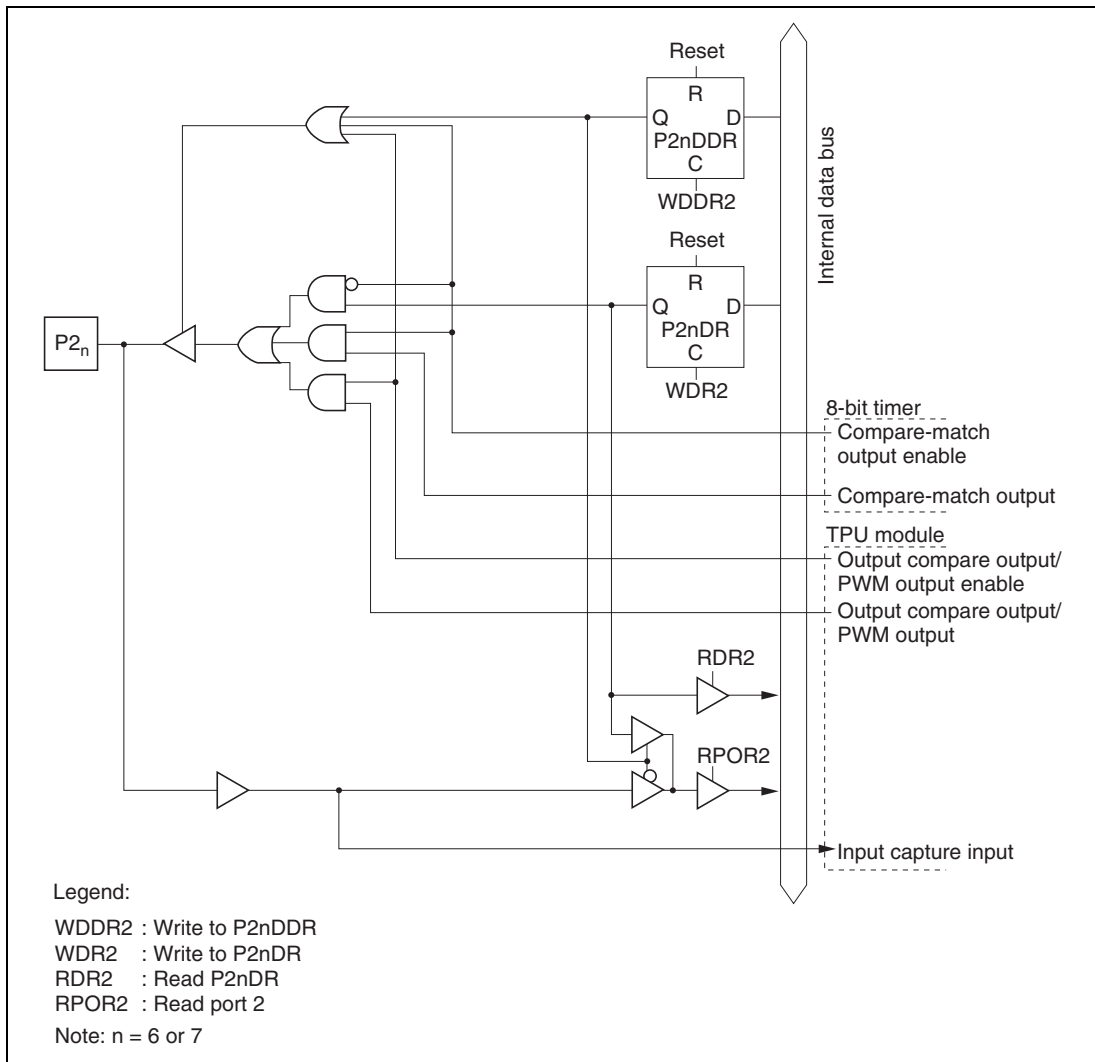 Reset
R
Q D
P2nDDR
C
WDDR2
Reset
R
Q D
P2nDR
C
WDR2
Internal data bus
P2n
8-bit timer
Compare-match
output enable
Compare-match output
TPU module
Output compare output/
PWM output enable
Output compare output/
PWM output
RDR2
RPOR2
Input capture input
Legend:
WDDR2 : Write to P2nDDR
WDR2 : Write to P2nDR
RDR2 : Read P2nDR
RPOR2 : Read port 2
Note: n = 6 or 7